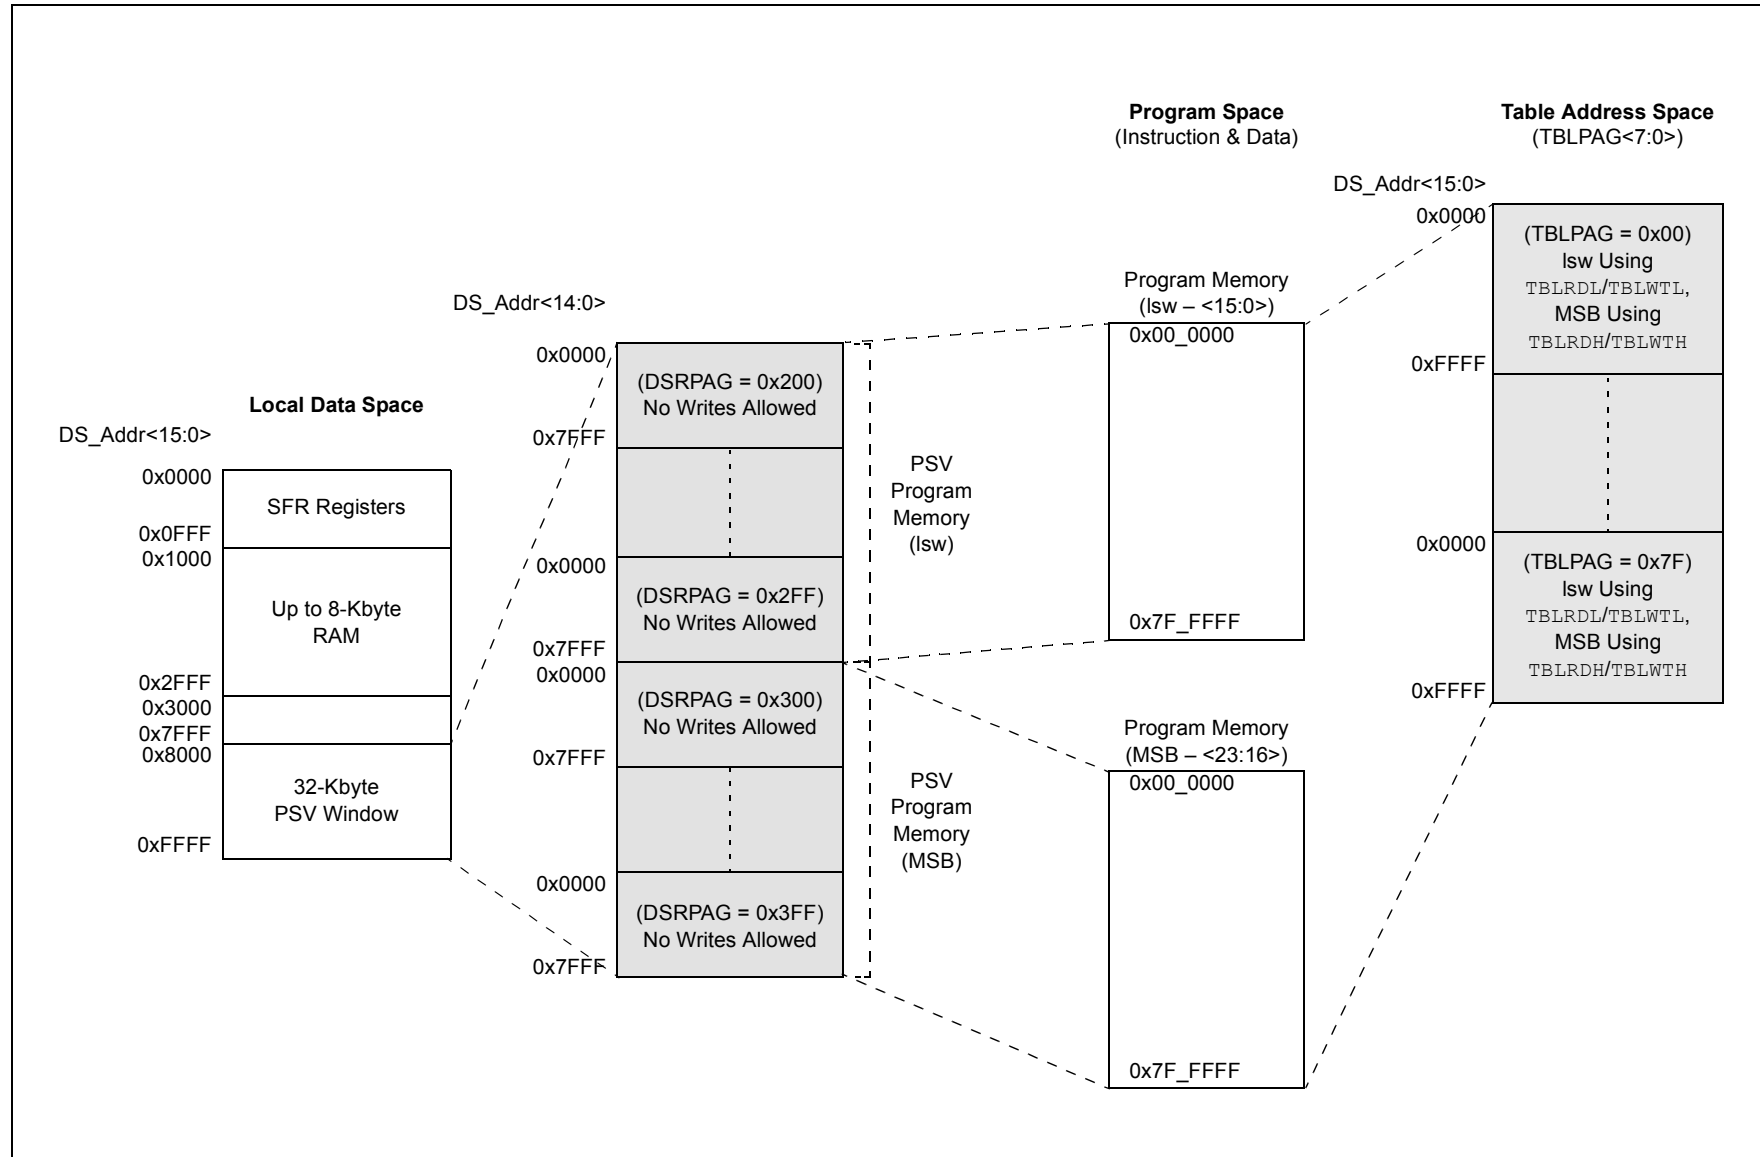 Program Space
(Instruction & Data)
Table Address Space
(TBLPAG<7:0>)
DS_Addr<15:0>
0x0000
(TBLPAG = 0x00)
lsw Using
TBLRDL/TBLWTL,
MSB Using
TBLRDH/TBLWTH
0xFFFF
0x0000
(TBLPAG = 0x7F)
lsw Using
TBLRDL/TBLWTL,
MSB Using
TBLRDH/TBLWTH
0xFFFF
Program Memory
(lsw – <15:0>)
0x00_0000
0x7F_FFFF
Program Memory
(MSB – <23:16>)
0x00_0000
0x7F_FFFF
DS_Addr<14:0>
0x0000
(DSRPAG = 0x200)
No Writes Allowed
0x7FFF
0x0000
(DSRPAG = 0x2FF)
No Writes Allowed
0x7FFF
0x0000
(DSRPAG = 0x300)
No Writes Allowed
0x7FFF
0x0000
(DSRPAG = 0x3FF)
No Writes Allowed
0x7FFF
PSV
Program
Memory
(lsw)
PSV
Program
Memory
(MSB)
Local Data Space
DS_Addr<15:0>
0x0000
SFR Registers
0x0FFF
0x1000
Up to 8-Kbyte
RAM
0x2FFF
0x3000
0x7FFF
0x8000
32-Kbyte
PSV Window
0xFFFF